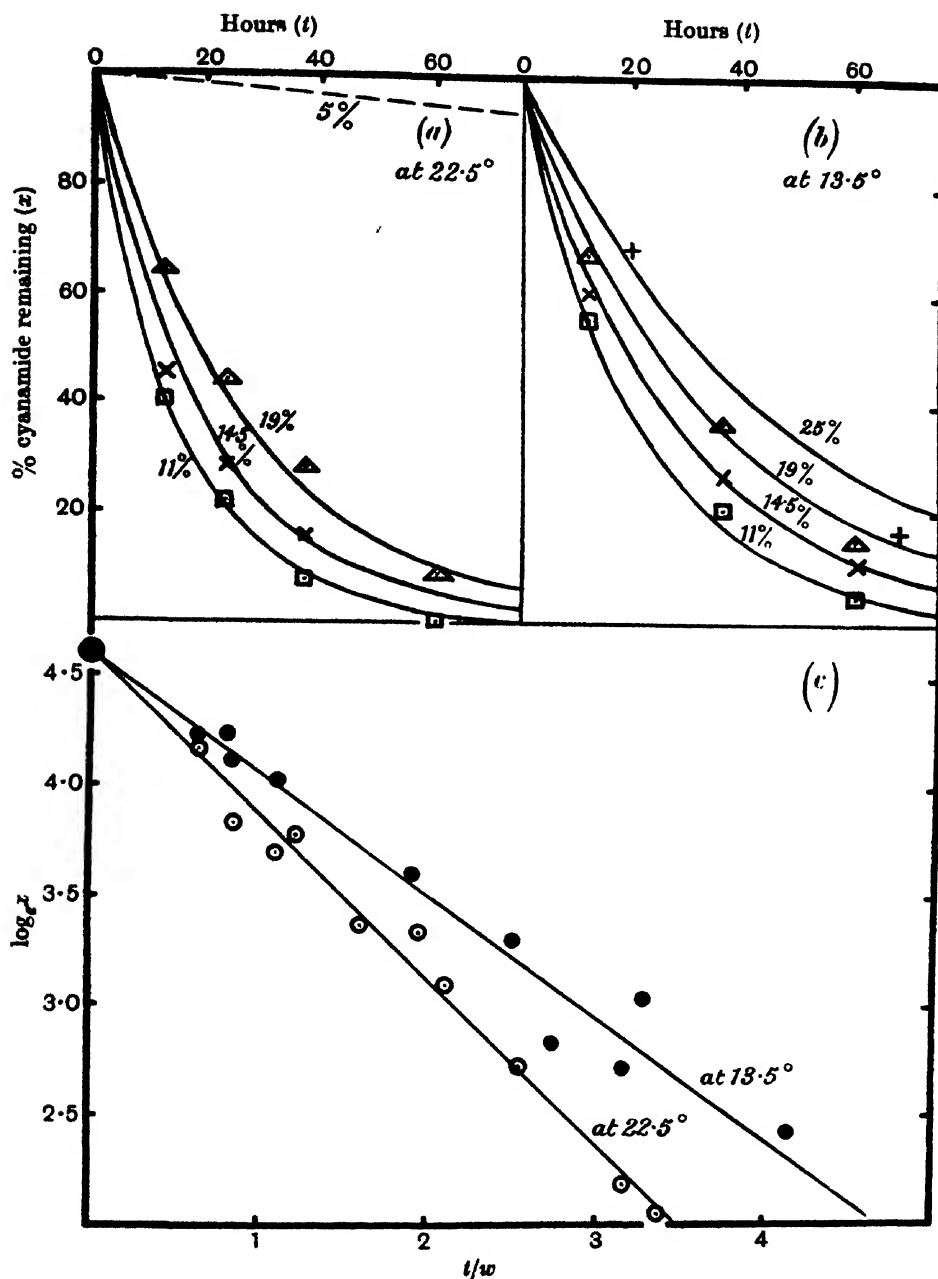 Hours (t)
0 20 40 60
Hours (t)
0 20 40 60
5%
(a)
at 22·5°
(b)
at 13·5°
% cyanamide remaining (x)
80
60
40
20
19%
14·5
%
11%
25%
19%
14·5%
11%
(c)
4·5
4·0
3·5
3·0
2·5
logₑx
at 13·5°
at 22·5°
1 2 3 4
t/w